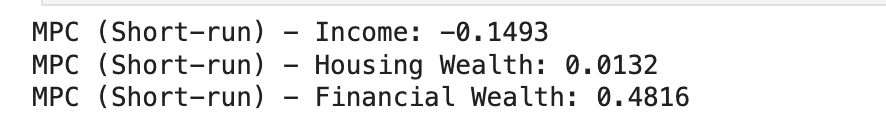 MPC (Short-run) - Income: -0.1493
MPC (Short-run) - Housing Wealth: 0.0132
MPC (Short-run) - Financial Wealth: 0.4816